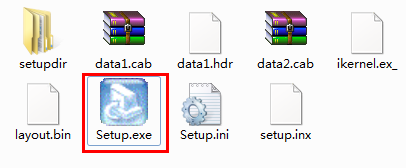 setupdir data1.cab data1.hdr data2.cab ikernel.ex_
layout.bin Setup.exe Setup.ini setup.inx